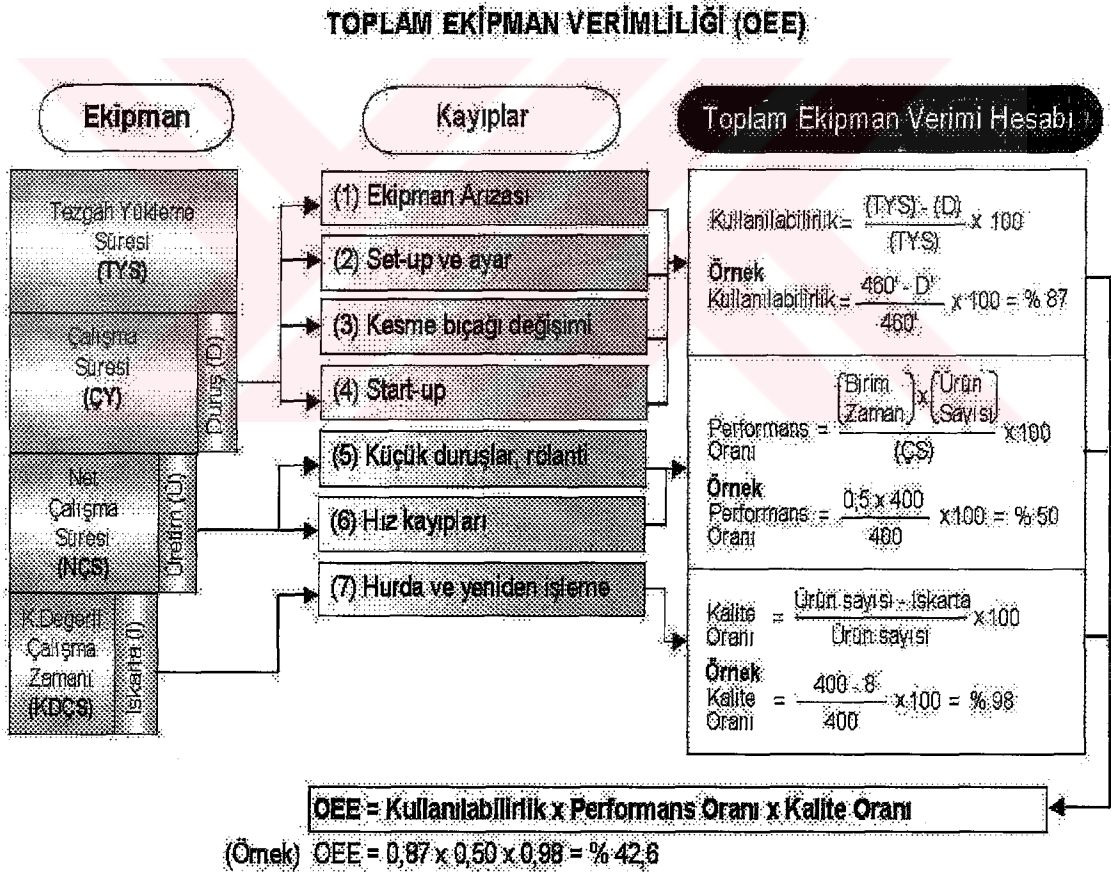 TOPLAM EKİPMAN VERİMLİLİĞİ (OEE)
Ekipman
Kayıplar
Toplam Ekipman Verimi Hesabi
Tezgah Yükleme
Süresi
(TYS)
Çalışma
Süresi
(ÇY)
Duruş (D)
Net
Çalışma
Süresi
(NÇS)
Üretim (Ü)
K.Değerli
Çalışma
Zamanı
(KDÇS)
Iskarta (I)
(1) Ekipman Arızası
(2) Set-up ve ayar
(3) Kesme bıçağı değişimi
(4) Start-up
(5) Küçük duruşlar, rölanti
(6) Hız kayıpları
(7) Hurda ve yeniden işleme
Kullanılabilirlik = (TYS) - (D) / (TYS) x 100
Örnek
Kullanılabilirlik = 460' - D' / 460' x 100 = % 87
Performans Oranı = (Birim Zaman) x (Ürün Sayısı) / (ÇS) x100
Örnek
Performans Oranı = 0,5 x 400 / 400 x100 = % 50
Kalite Oranı = Ürün sayısı - Iskarta / Ürün sayısı x100
Örnek
Kalite Oranı = 400 - 8 / 400 x 100 = % 98
OEE = Kullanılabilirlik x Performans Oranı x Kalite Oranı
(Örnek) OEE = 0,87 x 0,50 x 0,98 = % 42,6